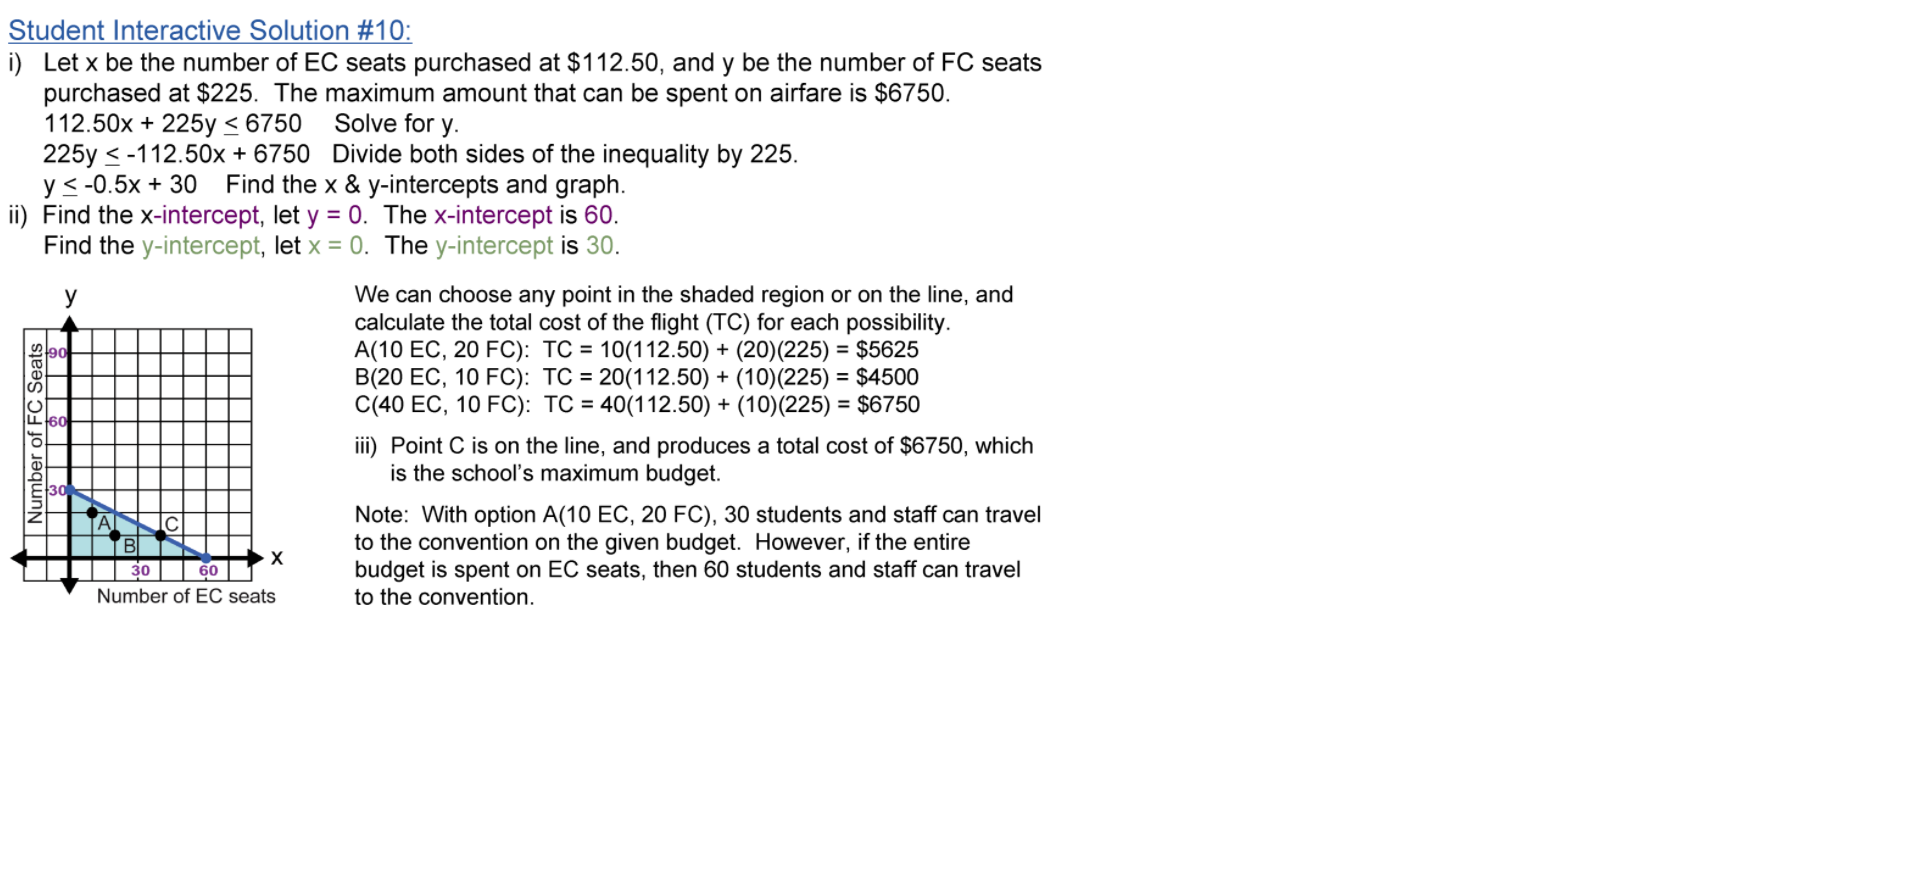 Student Interactive Solution #10:
i) Let x be the number of EC seats purchased at $112.50, and y be the number of FC seats
purchased at $225. The maximum amount that can be spent on airfare is $6750.
112.50x + 225y ≤ 6750 Solve for y.
225y ≤ -112.50x + 6750 Divide both sides of the inequality by 225.
y ≤ -0.5x + 30 Find the x & y-intercepts and graph.
ii) Find the x-intercept, let y = 0. The x-intercept is 60.
Find the y-intercept, let x = 0. The y-intercept is 30.
y
Number of FC Seats
90
60
30
A
B
C
x
30
60
Number of EC seats
We can choose any point in the shaded region or on the line, and
calculate the total cost of the flight (TC) for each possibility.
A(10 EC, 20 FC): TC = 10(112.50) + (20)(225) = $5625
B(20 EC, 10 FC): TC = 20(112.50) + (10)(225) = $4500
C(40 EC, 10 FC): TC = 40(112.50) + (10)(225) = $6750
iii) Point C is on the line, and produces a total cost of $6750, which
is the school's maximum budget.
Note: With option A(10 EC, 20 FC), 30 students and staff can travel
to the convention on the given budget. However, if the entire
budget is spent on EC seats, then 60 students and staff can travel
to the convention.